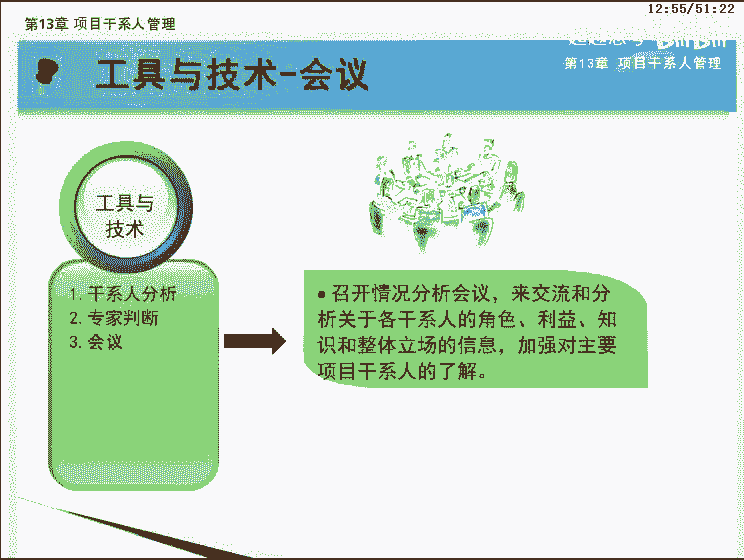 12:55/51:22
第13章 项目干系人管理
工具与技术-会议
第13章 项目干系人管理
工具与
技术
1. 干系人分析
2. 专家判断
3. 会议
• 召开情况分析会议，来交流和分
析关于各干系人的角色、利益、知
识和整体立场的信息，加强对主要
项目干系人的了解。